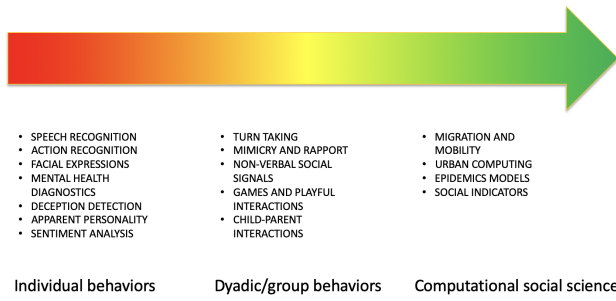 • SPEECH RECOGNITION
• ACTION RECOGNITION
• FACIAL EXPRESSIONS
• MENTAL HEALTH
DIAGNOSTICS
• DECEPTION DETECTION
• APPARENT PERSONALITY
• SENTIMENT ANALYSIS
• TURN TAKING
• MIMICRY AND RAPPORT
• NON-VERBAL SOCIAL
SIGNALS
• GAMES AND PLAYFUL
INTERACTIONS
• CHILD-PARENT
INTERACTIONS
• MIGRATION AND
MOBILITY
• URBAN COMPUTING
• EPIDEMICS MODELS
• SOCIAL INDICATORS
Individual behaviors
Dyadic/group behaviors
Computational social science